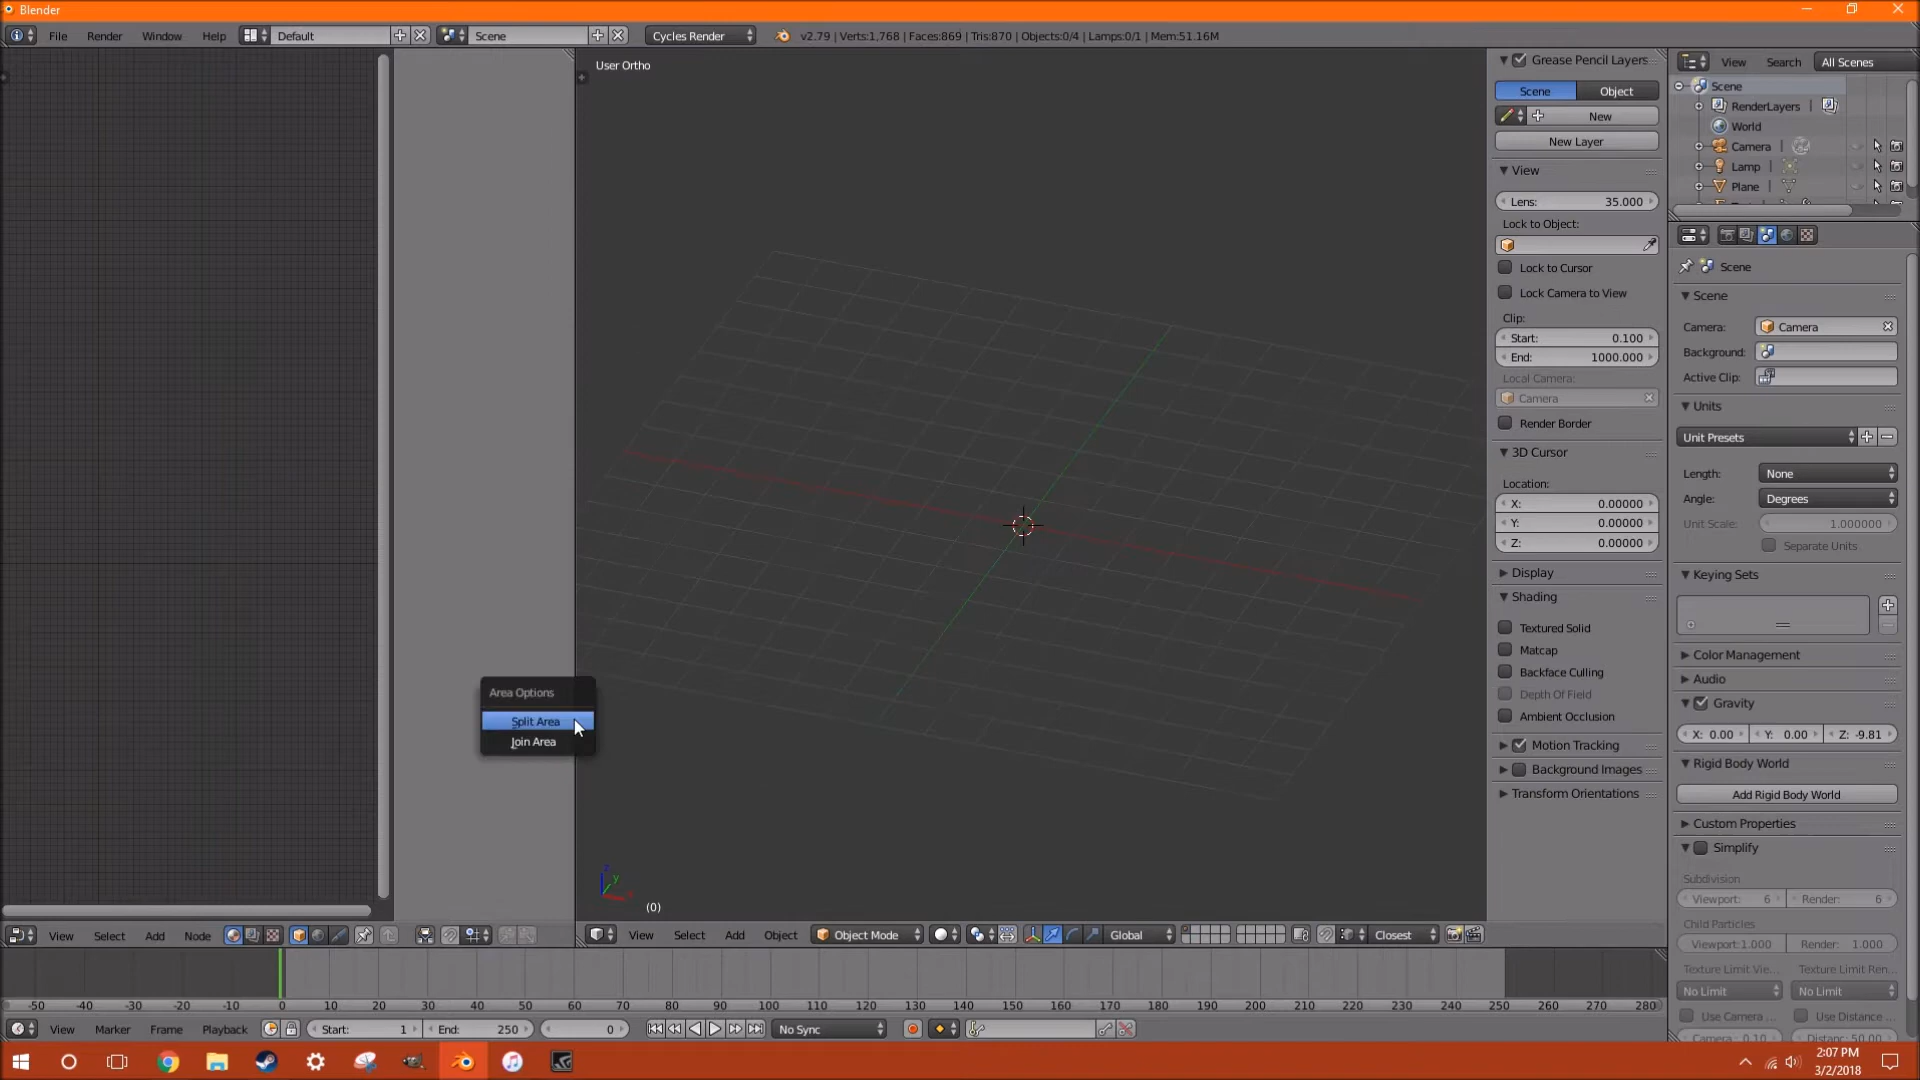 Blender
File Render Window Help Default Scene Cycles Render v2.79 | Verts:1,768 | Faces:869 | Tris:870 | Objects:0/4 | Lamps:0/1 | Mem:51.16M
User Ortho
Grease Pencil Layers
Scene Object
New
New Layer
View
Lens: 35.000
Lock to Object:
Lock to Cursor
Lock Camera to View
Clip:
Start: 0.100
End: 1000.000
Local Camera:
Camera
Render Border
3D Cursor
Location:
X: 0.00000
Y: 0.00000
Z: 0.00000
Display
Shading
Textured Solid
Matcap
Backface Culling
Depth Of Field
Ambient Occlusion
Motion Tracking
Background Images
Transform Orientations
View Search All Scenes
Scene
RenderLayers
World
Camera
Lamp
Plane
Scene
Scene
Camera: Camera
Background:
Active Clip:
Units
Unit Presets
Length: None
Angle: Degrees
Unit Scale: 1.000000
Separate Units
Keying Sets
Color Management
Audio
Gravity
X: 0.00 Y: 0.00 Z: -9.81
Rigid Body World
Add Rigid Body World
Custom Properties
Simplify
Subdivision
Viewport: 6 Render: 6
Child Particles
Viewport:1.000 Render: 1.000
Texture Limit Vie... Texture Limit Ren...
No Limit No Limit
Use Camera ... Use Distance ...
Camera: 0.10 Distanc: 50.00
Area Options
Split Area
Join Area
z
y
(0)
View Select Add Node
View Select Add Object Object Mode Global Closest
-50 -40 -30 -20 -10 0 10 20 30 40 50 60 70 80 90 100 110 120 130 140 150 160 170 180 190 200 210 220 230 240 250 260 270 280
View Marker Frame Playback Start: 1 End: 250 0 No Sync
2:07 PM
3/2/2018